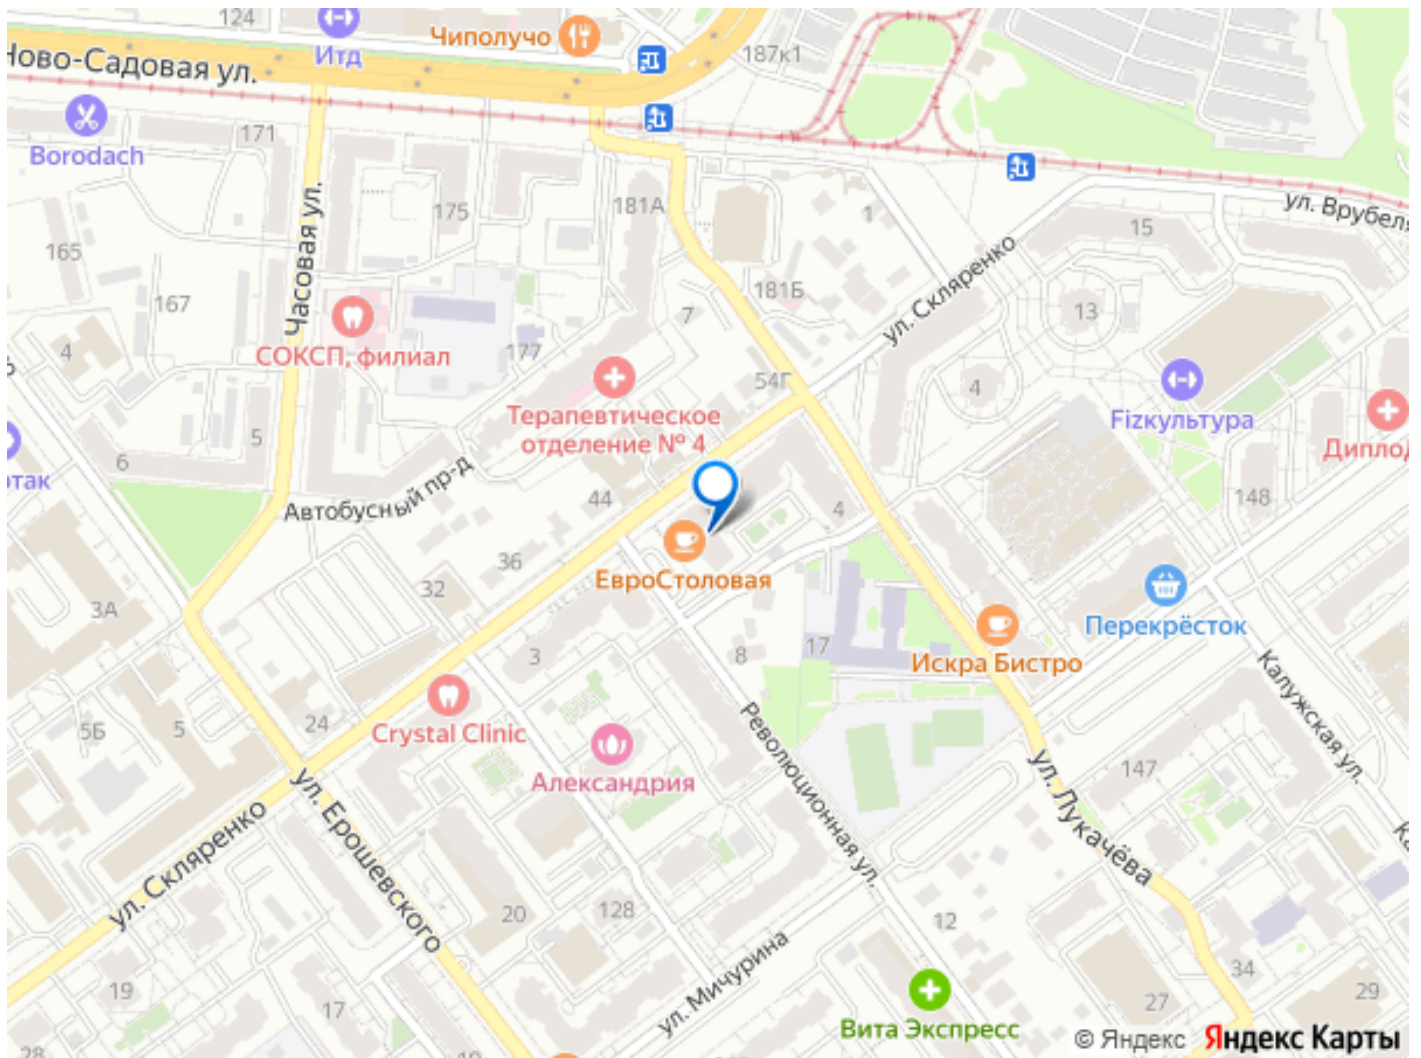 124
Итд
Чиполучо
187к1
Ново-Садовая ул.
Borodach
171
175
181А
1
15
ул. Врубеля
165
Часовая ул.
167
7
181Б
ул. Скляренко
13
4
СОКСП, филиал
177
54Г
4
Fizкультура
Терапевтическое
отделение № 4
5
6
Автобусный пр-д
44
4
148
36
ЕвроСтоловая
32
3А
Перекрёсток
17
Искра Бистро
8
3
Калужская ул.
24
5Б
5
Crystal Clinic
Александрия
Революционная ул.
ул. Лукачёва
147
ул. Скляренко
ул. Ерошевского
20
128
12
ул. Мичурина
34
19
17
27
29
Вита Экспресс
28
© Яндекс Яндекс Карты